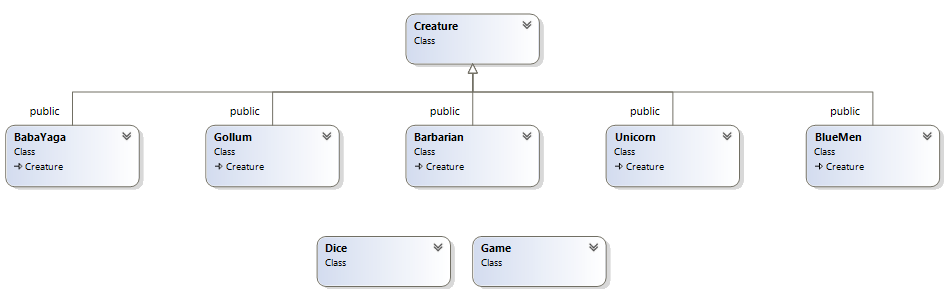 Creature
Class
public
public
public
public
public
BabaYaga
Class
Creature
Gollum
Class
Creature
Barbarian
Class
Creature
Unicorn
Class
Creature
BlueMen
Class
Creature
Dice
Class
Game
Class